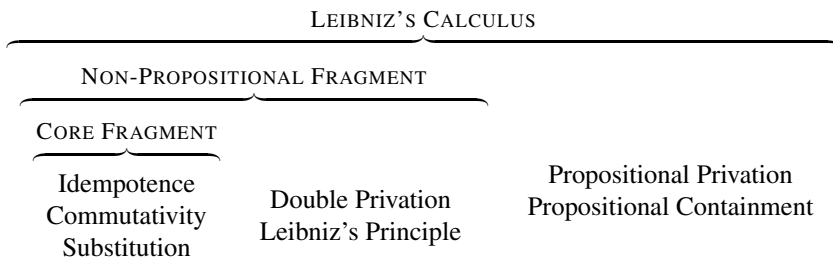 LEIBNIZ'S CALCULUS
NON-PROPOSITIONAL FRAGMENT
CORE FRAGMENT
Idempotence
Commutativity
Substitution
Double Privation
Leibniz's Principle
Propositional Privation
Propositional Containment